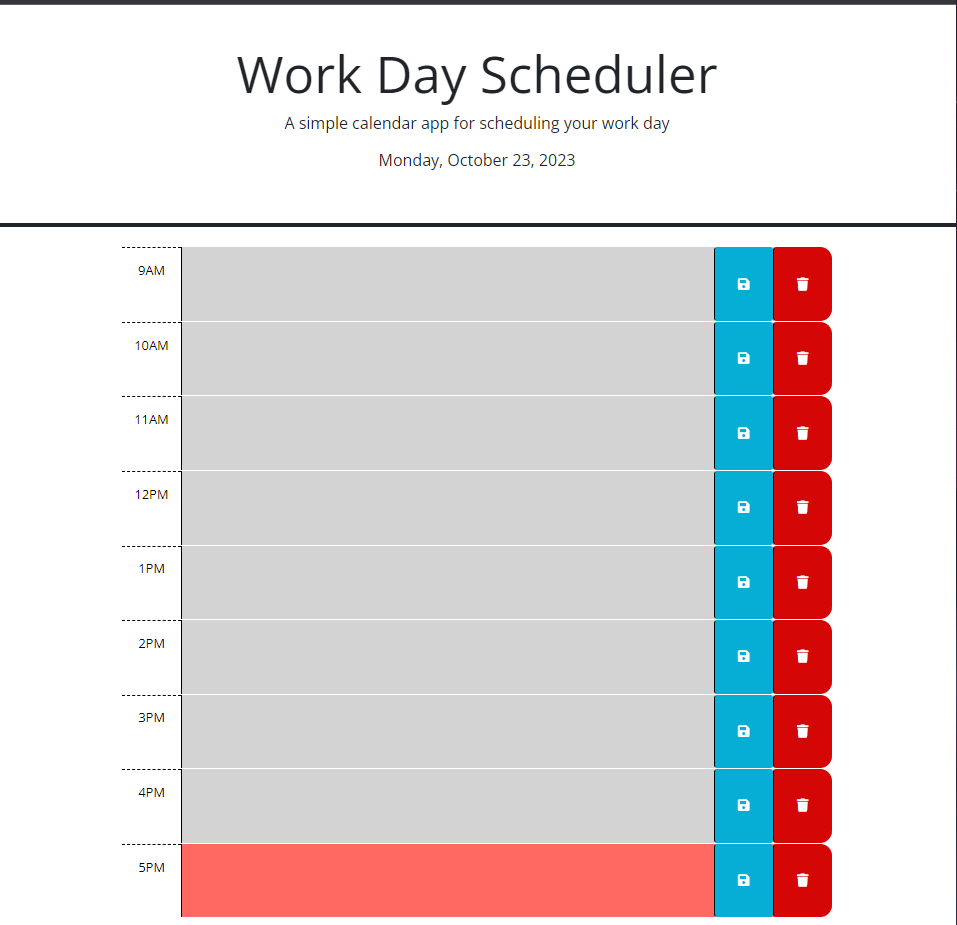 Work Day Scheduler
A simple calendar app for scheduling your work day
Monday, October 23, 2023
9AM
10AM
11AM
12PM
1PM
2PM
3PM
4PM
5PM